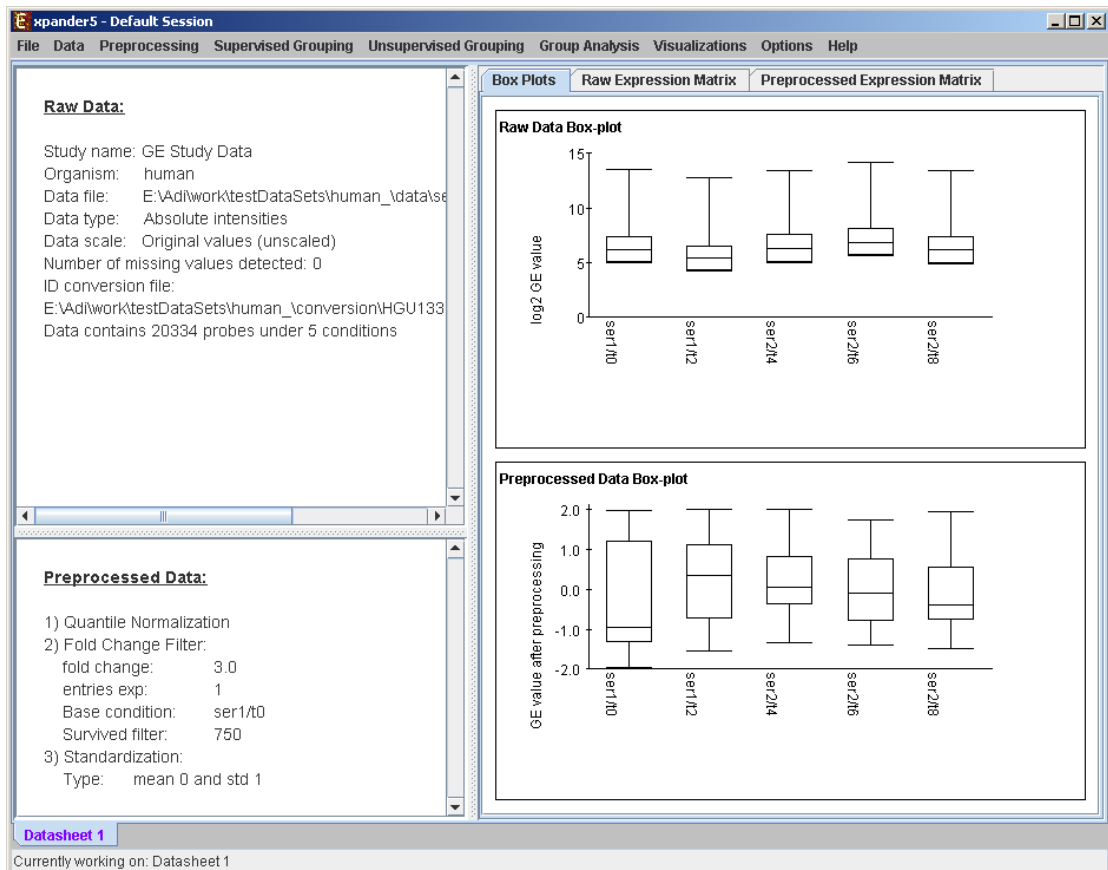 xpander5 - Default Session
File Data Preprocessing Supervised Grouping Unsupervised Grouping Group Analysis Visualizations Options Help
Raw Data:
Study name: GE Study Data
Organism: human
Data file: E:\Adi\work\testDataSets\human_\data\se
Data type: Absolute intensities
Data scale: Original values (unscaled)
Number of missing values detected: 0
ID conversion file:
E:\Adi\work\testDataSets\human_\conversion\HGU133
Data contains 20334 probes under 5 conditions
Preprocessed Data:
1) Quantile Normalization
2) Fold Change Filter:
fold change: 3.0
entries exp: 1
Base condition: ser1/t0
Survived filter: 750
3) Standardization:
Type: mean 0 and std 1
Box Plots Raw Expression Matrix Preprocessed Expression Matrix
Raw Data Box-plot
log2 GE value
15
10
5
0
ser1/t0 ser1/t2 ser2/t4 ser2/t6 ser2/t8
Preprocessed Data Box-plot
GE value after preprocessing
2.0
1.0
0.0
-1.0
-2.0
ser1/t0 ser1/t2 ser2/t4 ser2/t6 ser2/t8
Datasheet 1
Currently working on: Datasheet 1